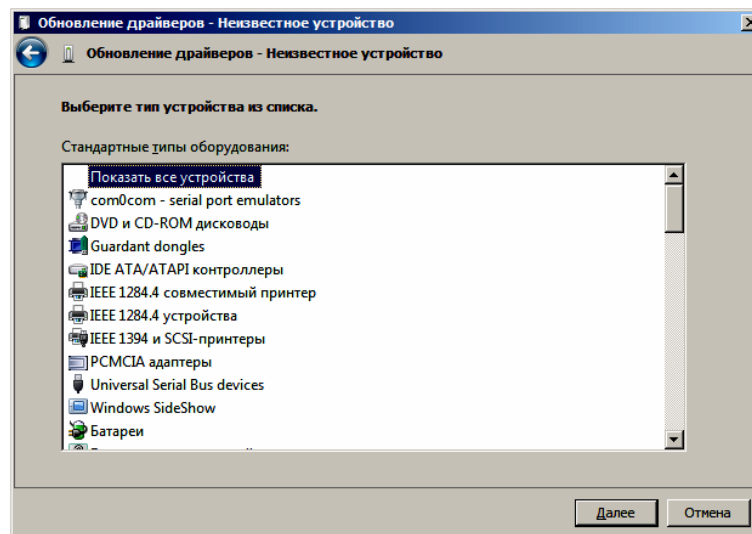 Обновление драйверов - Неизвестное устройство
Обновление драйверов - Неизвестное устройство
Выберите тип устройства из списка.
Стандартные типы оборудования:
Показать все устройства
com0com - serial port emulators
DVD и CD-ROM дисководы
Guardant dongles
IDE ATA/ATAPI контроллеры
IEEE 1284.4 совместимый принтер
IEEE 1284.4 устройства
IEEE 1394 и SCSI-принтеры
PCMCIA адаптеры
Universal Serial Bus devices
Windows SideShow
Батареи
Далее
Отмена